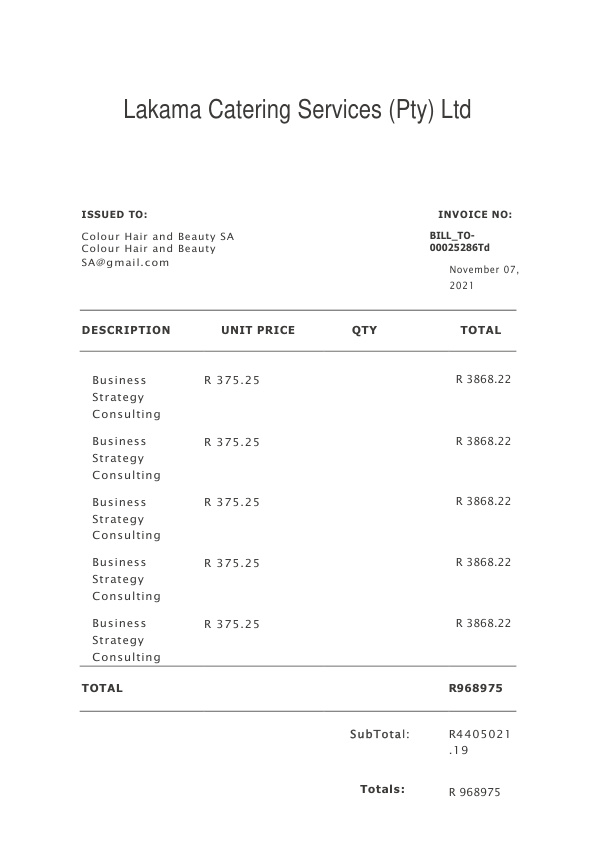 Lakama Catering Services (Pty) Ltd
ISSUED TO:
INVOICE NO:
Colour Hair and Beauty SA
Colour Hair and Beauty
SA@gmail.com
BILL_TO-
00025286Td
November 07,
2021
DESCRIPTION UNIT PRICE QTY TOTAL
Business R 375.25 R 3868.22
Strategy
Consulting
Business R 375.25 R 3868.22
Strategy
Consulting
Business R 375.25 R 3868.22
Strategy
Consulting
Business R 375.25 R 3868.22
Strategy
Consulting
Business R 375.25 R 3868.22
Strategy
Consulting
TOTAL R968975
SubTotal: R4405021
.19
Totals: R 968975